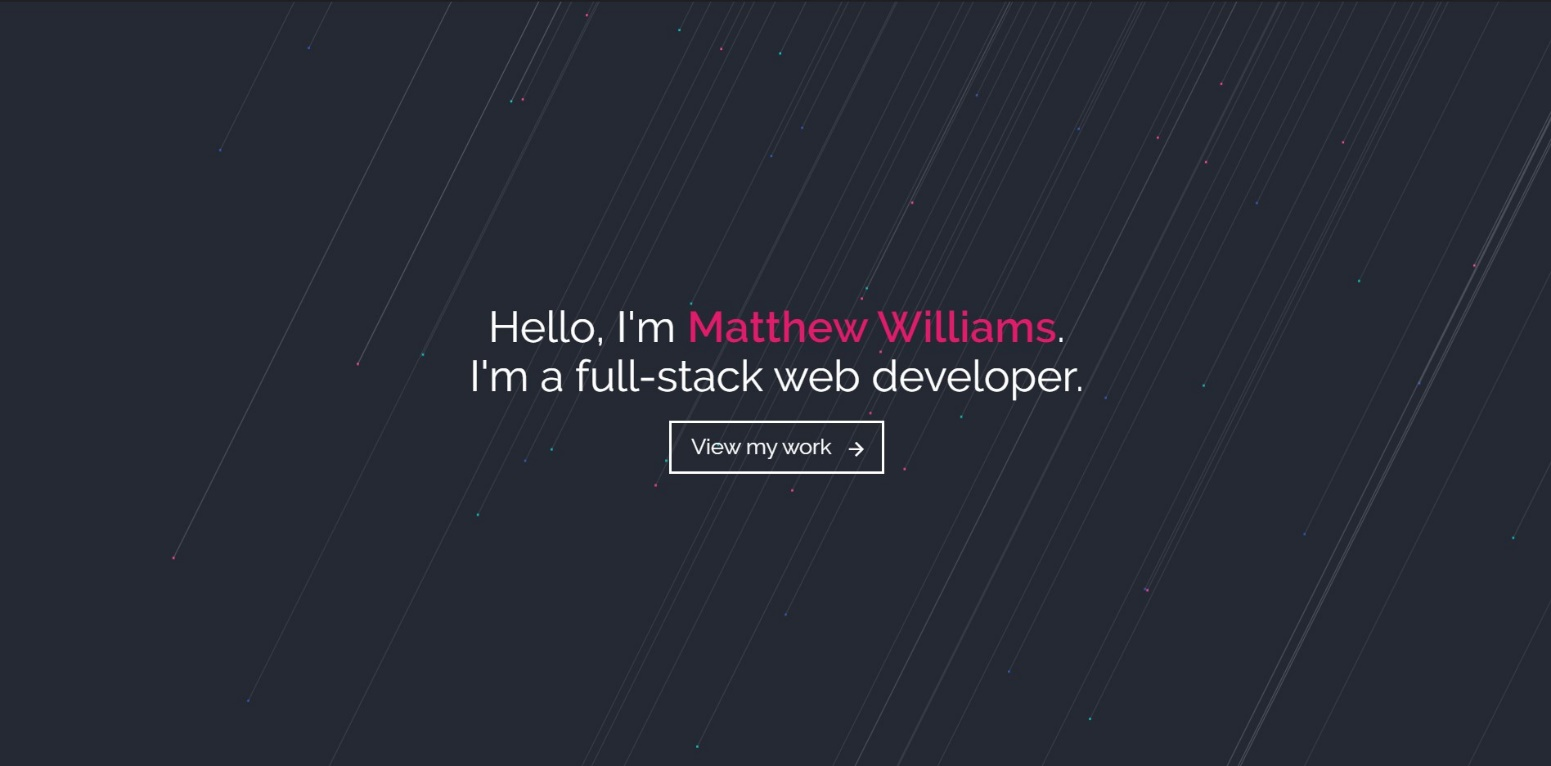 Hello, I'm Matthew Williams.
I'm a full-stack web developer.
View my work →